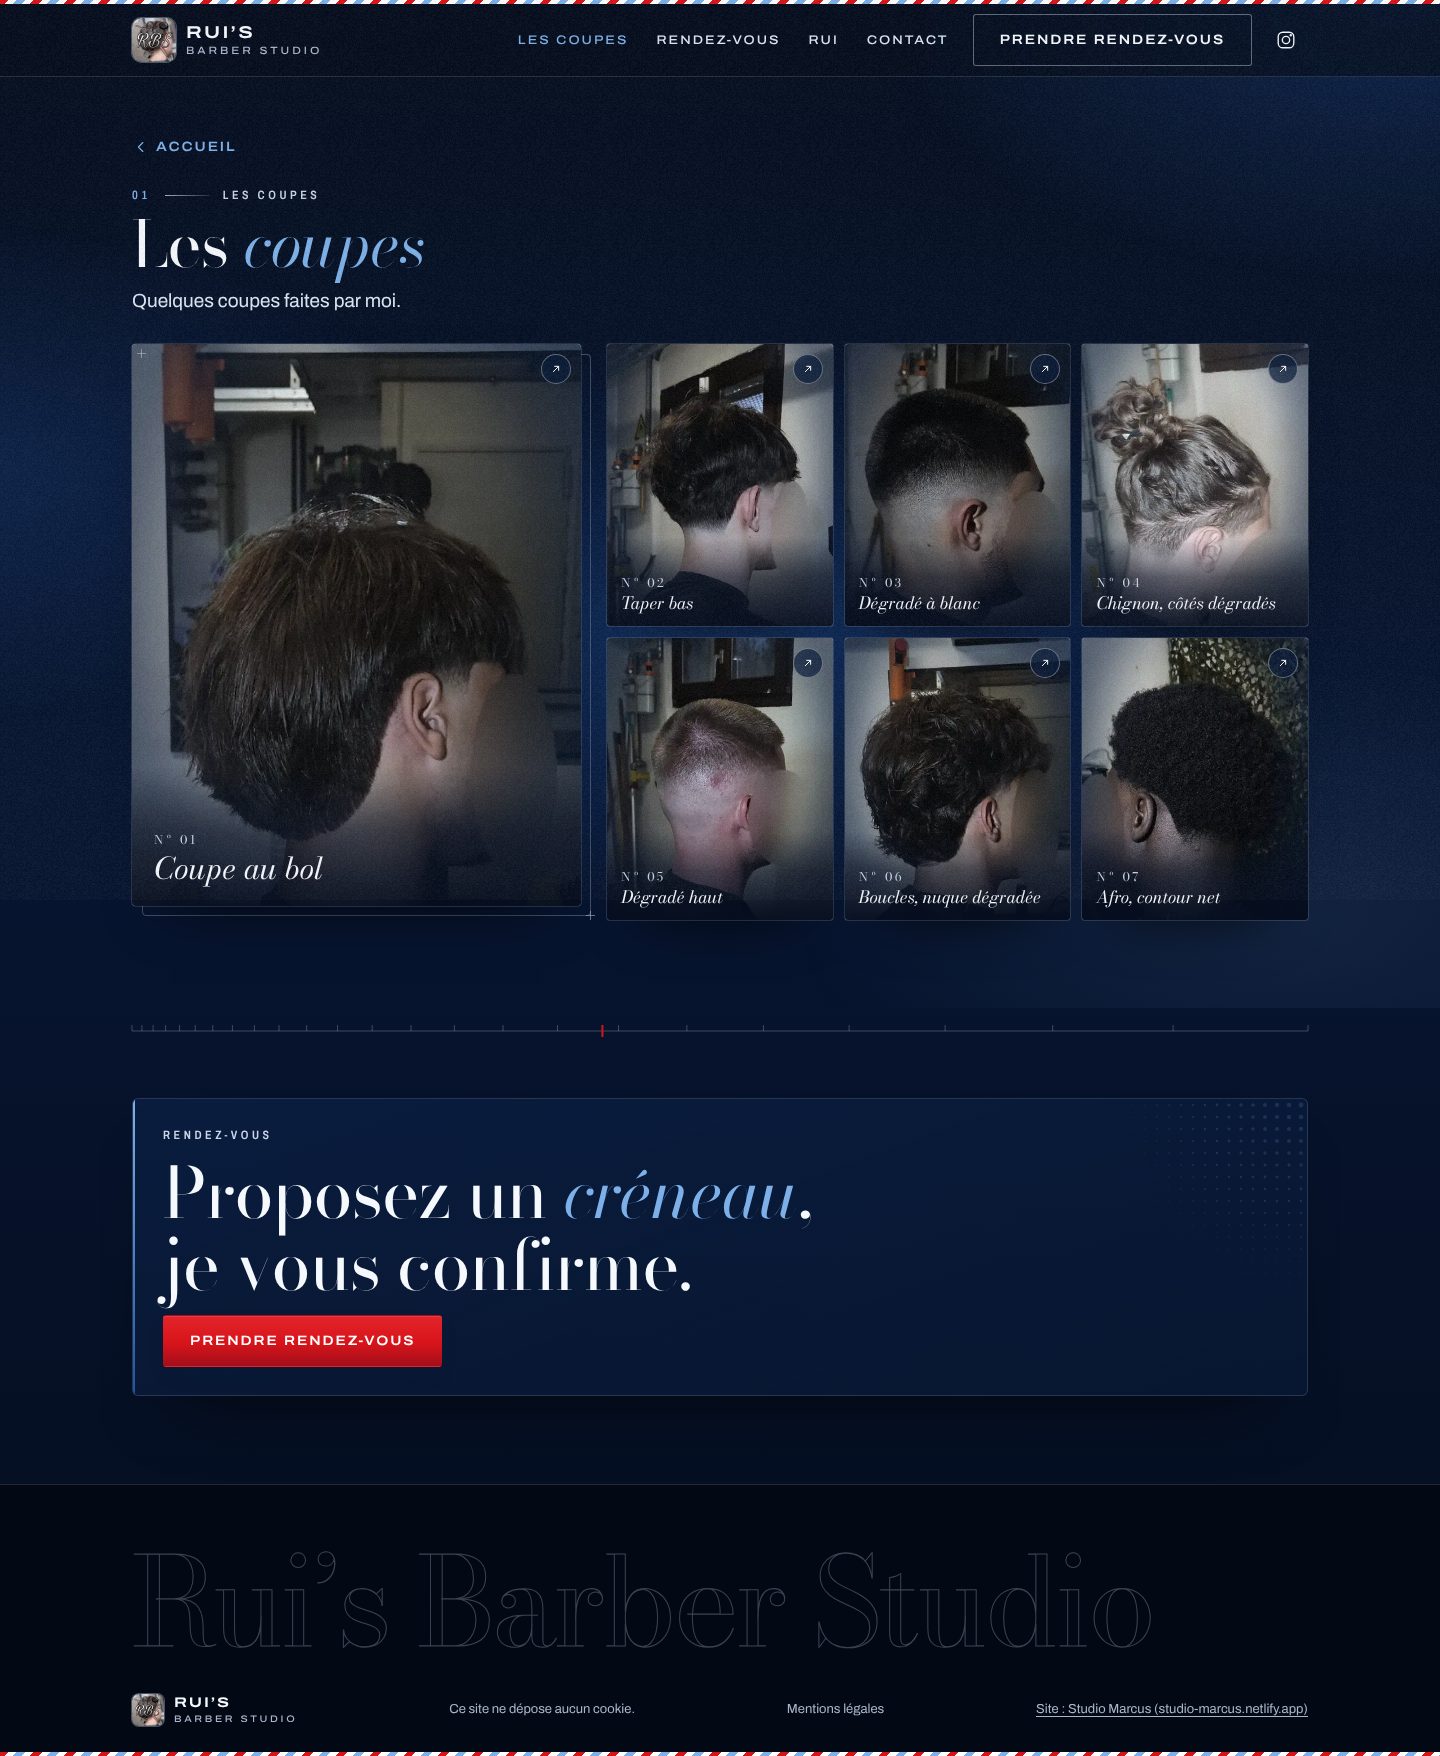 RUI'S
BARBER STUDIO
LES COUPES
RENDEZ-VOUS
RUI
CONTACT
PRENDRE RENDEZ-VOUS
ACCUEIL
01
LES COUPES
Les coupes
Quelques coupes faites par moi.
N° 01
Coupe au bol
N° 02
Taper bas
N° 03
Dégradé à blanc
N° 04
Chignon, côtés dégradés
N° 05
Dégradé haut
N° 06
Boucles, nuque dégradée
N° 07
Afro, contour net
RENDEZ-VOUS
Proposez un créneau,
je vous confirme.
PRENDRE RENDEZ-VOUS
Rui's Barber Studio
RUI'S
BARBER STUDIO
Ce site ne dépose aucun cookie.
Mentions légales
Site : Studio Marcus (studio-marcus.netlify.app)